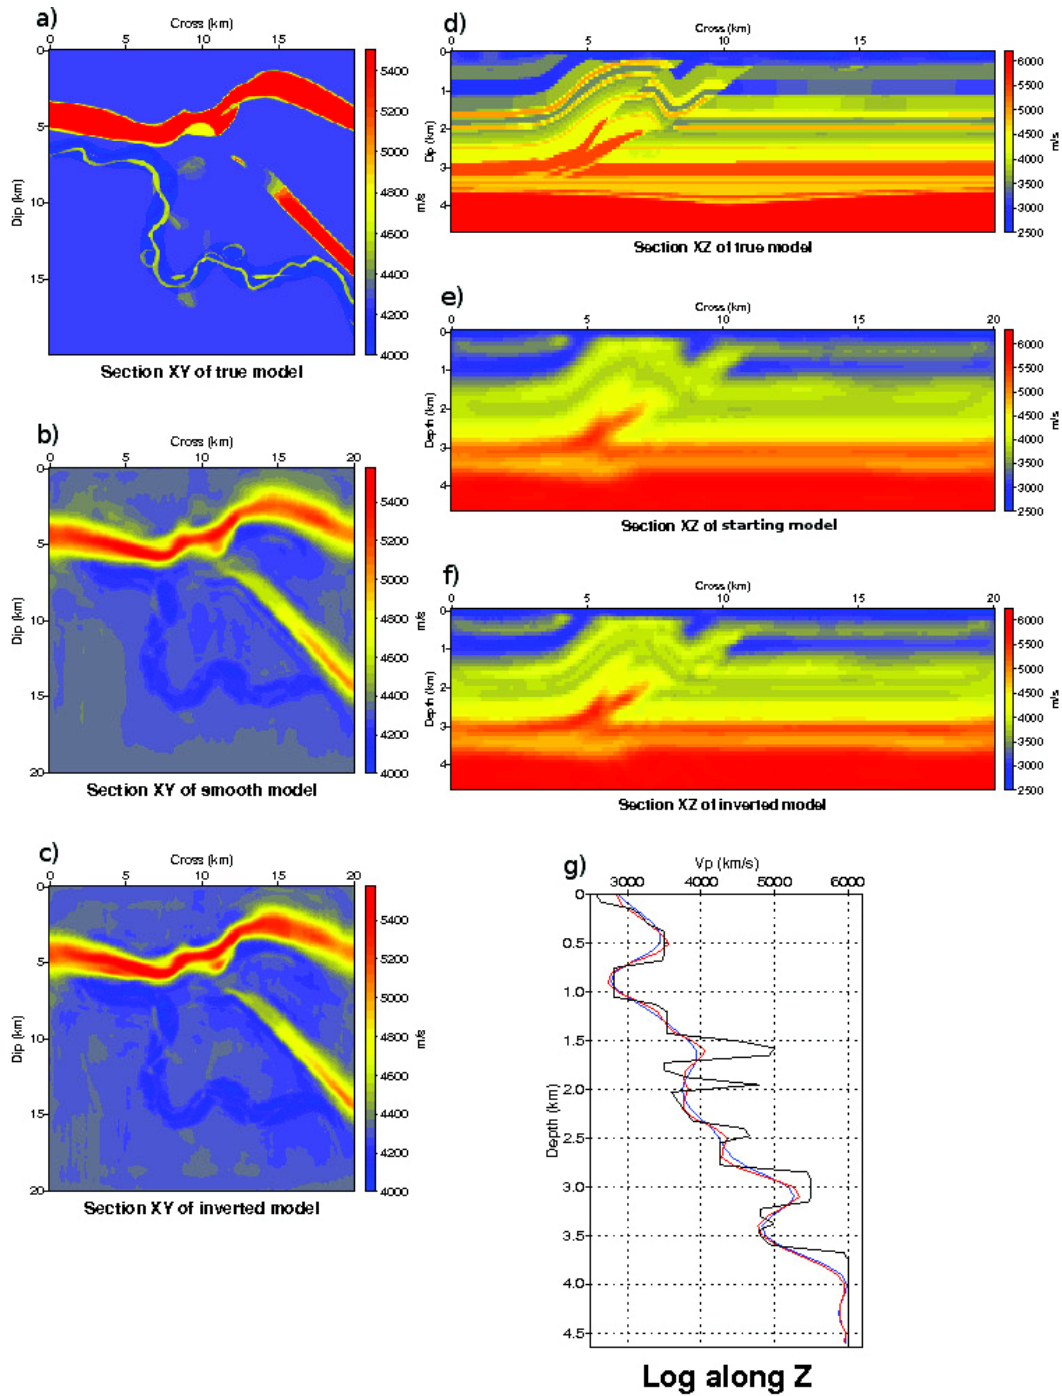 a)
Cross (km)
0 5 10 15
0
5
10
15
Dip (km)
5400
5200
5000
4800
4600
4400
4200
4000
m/s
Section XY of true model
b)
Cross (km)
0 5 10 15 20
0
5
10
15
20
Dip (km)
5400
5200
5000
4800
4600
4400
4200
4000
m/s
Section XY of smooth model
c)
Cross (km)
0 5 10 15 20
0
5
10
15
20
Dip (km)
5400
5200
5000
4800
4600
4400
4200
4000
m/s
Section XY of inverted model
d)
Cross (km)
0 5 10 15 20
0
1
2
3
4
Dip (km)
6000
5500
5000
4500
4000
3500
3000
2500
m/s
Section XZ of true model
e)
Cross (km)
0 5 10 15 20
0
1
2
3
4
Depth (km)
6000
5500
5000
4500
4000
3500
3000
2500
m/s
Section XZ of starting model
f)
Cross (km)
0 5 10 15 20
0
1
2
3
4
Depth (km)
6000
5500
5000
4500
4000
3500
3000
2500
m/s
Section XZ of inverted model
g)
Vp (km/s)
3000 4000 5000 6000
0
0.5
1.0
1.5
2.0
2.5
3.0
3.5
4.0
4.5
Depth (km)
Log along Z